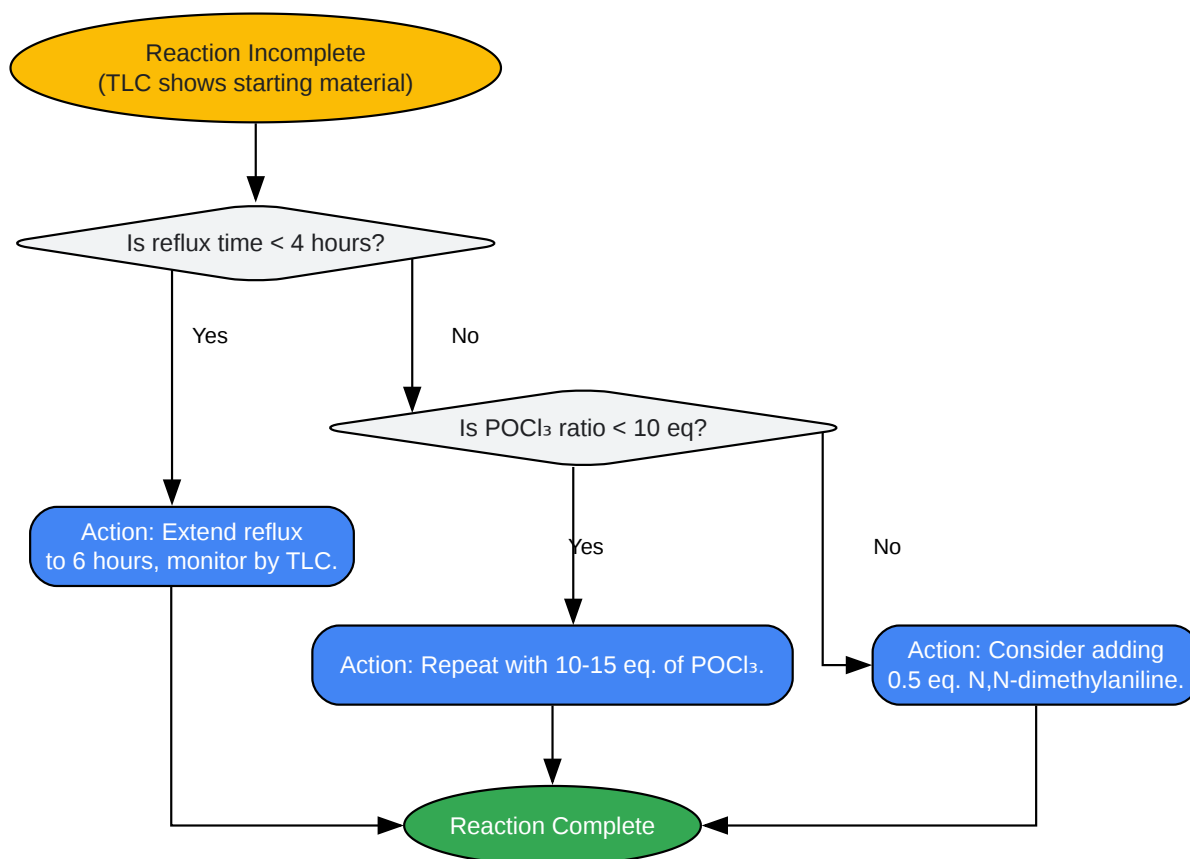 Reaction Incomplete
(TLC shows starting material)
Is reflux time < 4 hours?
Yes
No
Is POCl₃ ratio < 10 eq?
Action: Extend reflux
to 6 hours, monitor by TLC.
Yes
No
Action: Repeat with 10-15 eq. of POCl₃.
Action: Consider adding
0.5 eq. N,N-dimethylaniline.
Reaction Complete